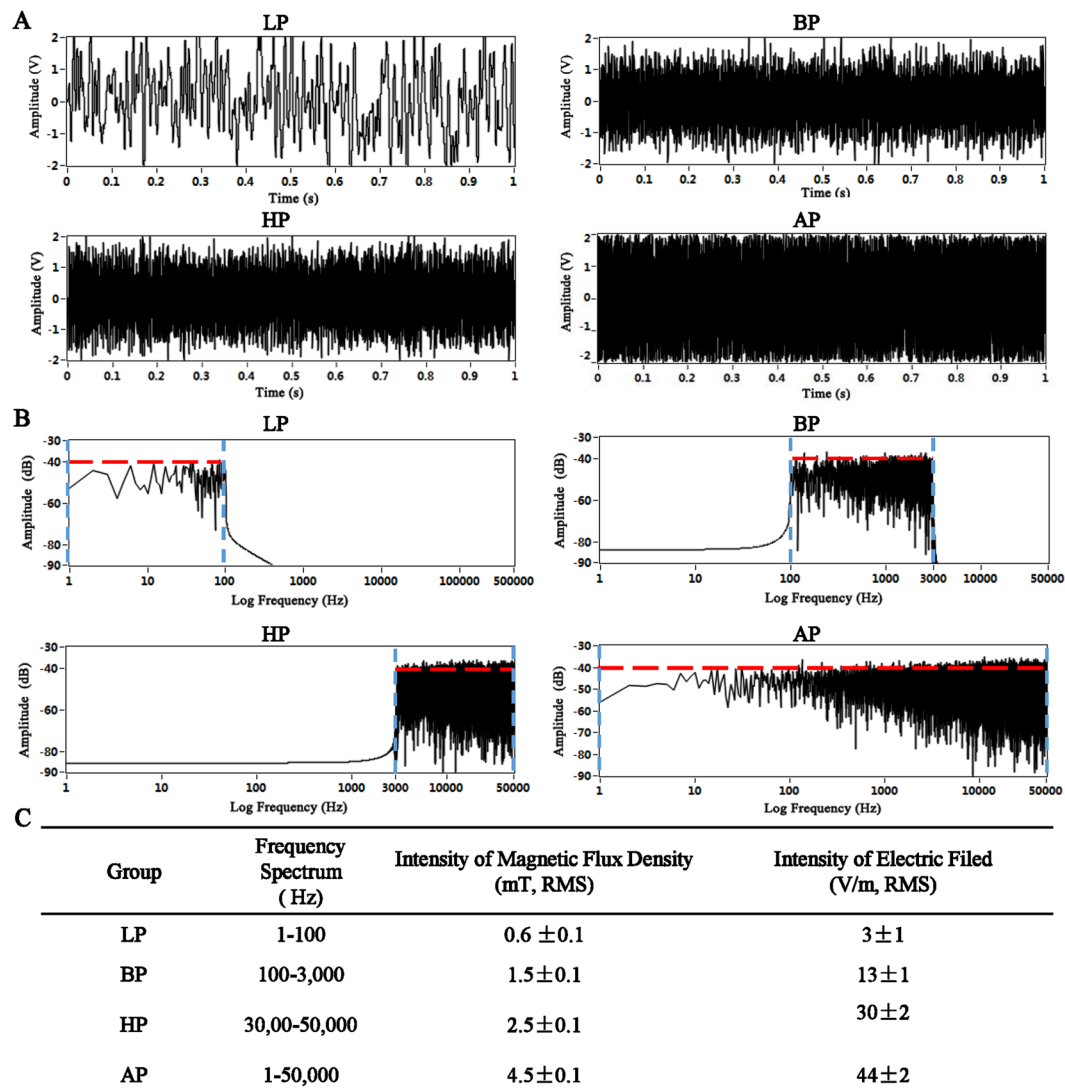 A
LP
2
1
0
-1
-2
Amplitude (V)
0 0.1 0.2 0.3 0.4 0.5 0.6 0.7 0.8 0.9 1
Time (s)
BP
2
1
0
-1
-2
Amplitude (V)
0 0.1 0.2 0.3 0.4 0.5 0.6 0.7 0.8 0.9 1
Time (s)
HP
2
1
0
-1
-2
Amplitude (V)
0 0.1 0.2 0.3 0.4 0.5 0.6 0.7 0.8 0.9 1
Time (s)
AP
2
1
0
-1
-2
Amplitude (V)
0 0.1 0.2 0.3 0.4 0.5 0.6 0.7 0.8 0.9 1
Time (s)
B
LP
-30
-40
-60
-80
-90
Amplitude (dB)
1 10 100 1000 10000 100000 500000
Log Frequency (Hz)
BP
-30
-40
-60
-80
-90
Amplitude (dB)
1 10 100 1000 3000 10000 50000
Log Frequency (Hz)
HP
-30
-40
-60
-80
-90
Amplitude (dB)
1 10 100 1000 3000 10000 50000
Log Frequency (Hz)
AP
-30
-40
-50
-60
-70
-80
-90
Amplitude (dB)
1 10 100 1000 10000 50000
Log Frequency (Hz)
C
Group
Frequency
Spectrum
( Hz)
Intensity of Magnetic Flux Density
(mT, RMS)
Intensity of Electric Filed
(V/m, RMS)
LP 1-100 0.6 ±0.1 3±1
BP 100-3,000 1.5±0.1 13±1
HP 30,00-50,000 2.5±0.1 30±2
AP 1-50,000 4.5±0.1 44±2